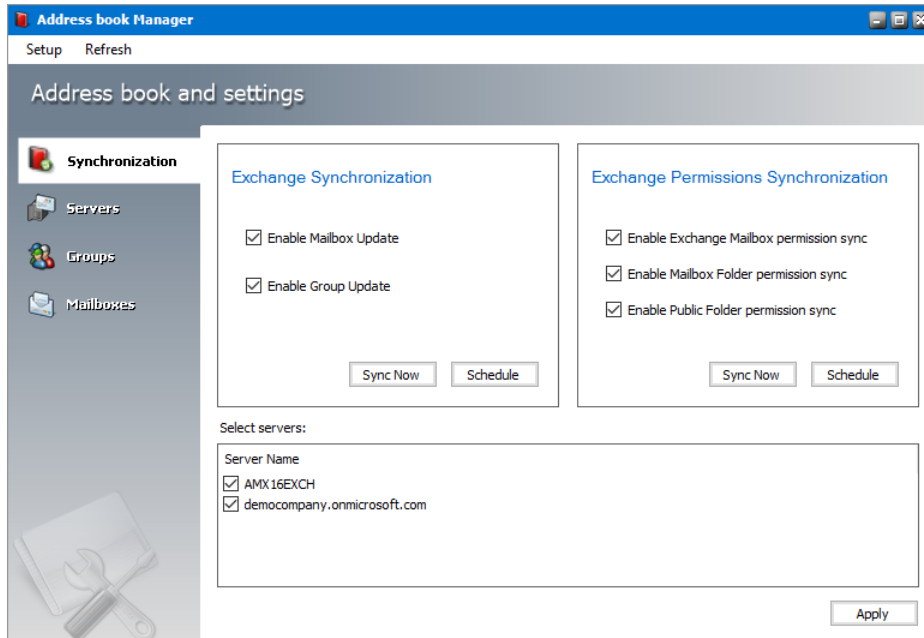 Address book Manager
Setup Refresh
Address book and settings
Synchronization
Servers
Groups
Mailboxes
Exchange Synchronization
Enable Mailbox Update
Enable Group Update
Sync Now Schedule
Exchange Permissions Synchronization
Enable Exchange Mailbox permission sync
Enable Mailbox Folder permission sync
Enable Public Folder permission sync
Sync Now Schedule
Select servers:
Server Name
AMX16EXCH
democompany.onmicrosoft.com
Apply